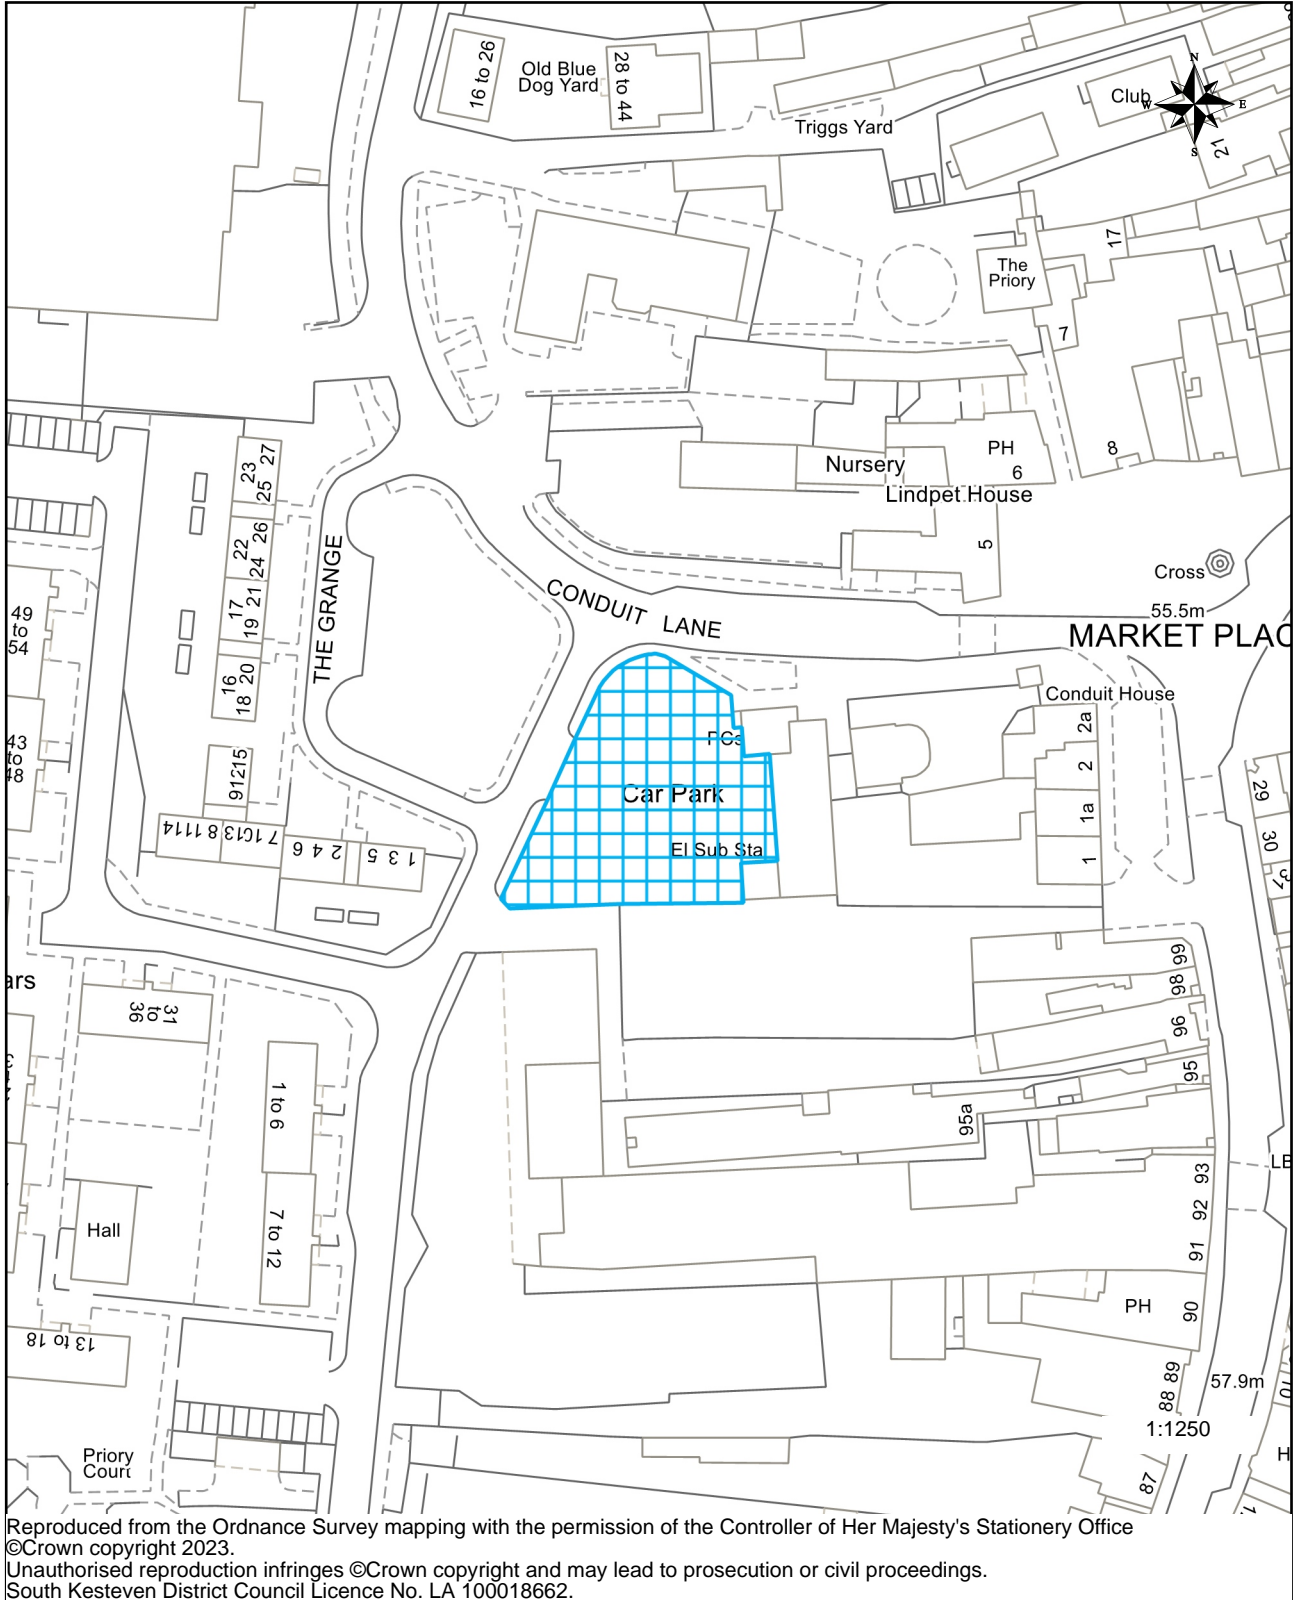 16 to 26
Old Blue
Dog Yard
28 to 44
Club
N
W
E
S
21
Triggs Yard
17
The
Priory
7
PH
6
8
Nursery
Lindpet House
5
Cross
55.5m
MARKET PLAC
CONDUIT LANE
THE GRANGE
23
27
25
22
26
24
17
21
19
16
20
18
91215
14 11 8
13 10 7
6 4 2
5 3 1
49
to
54
43
to
48
PCs
Car Park
El Sub Sta
Conduit House
2a
2
1a
1
29
30
99
98
96
95
95a
93
92
91
PH
90
89
88
57.9m
1:1250
87
LB
ars
31
to
36
1 to 6
7 to 12
Hall
13 to 18
Priory
Court
H
Reproduced from the Ordnance Survey mapping with the permission of the Controller of Her Majesty's Stationery Office
©Crown copyright 2023.
Unauthorised reproduction infringes ©Crown copyright and may lead to prosecution or civil proceedings.
South Kesteven District Council Licence No. LA 100018662.